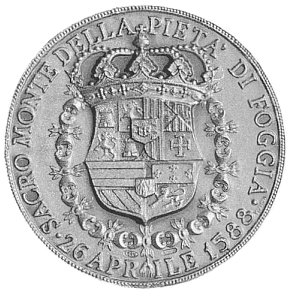 SACRO MONTE DELLA PIETA' DI FOGGIA·
·26 APRILE 1588·